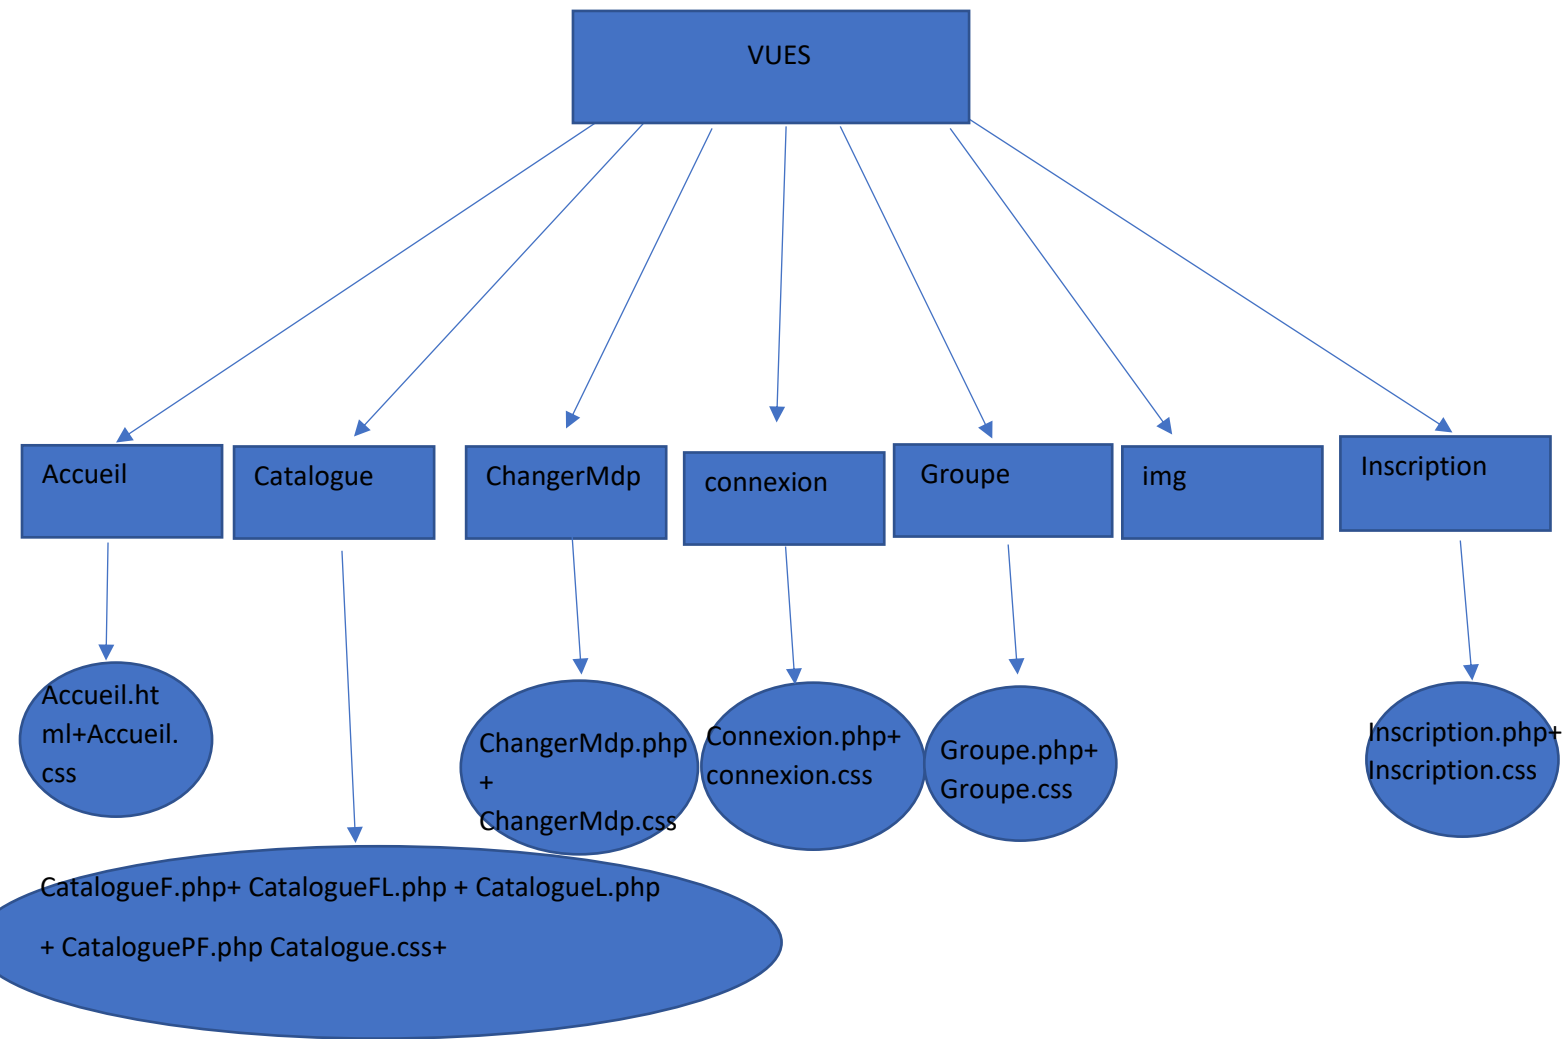 VUES
Accueil
Catalogue
ChangerMdp
connexion
Groupe
img
Inscription
Accueil.ht
ml+Accueil.
css
ChangerMdp.php
+
ChangerMdp.css
Connexion.php+
connexion.css
Groupe.php+
Groupe.css
Inscription.php+
Inscription.css
CatalogueF.php+ CatalogueFL.php + CatalogueL.php
+ CataloguePF.php Catalogue.css+